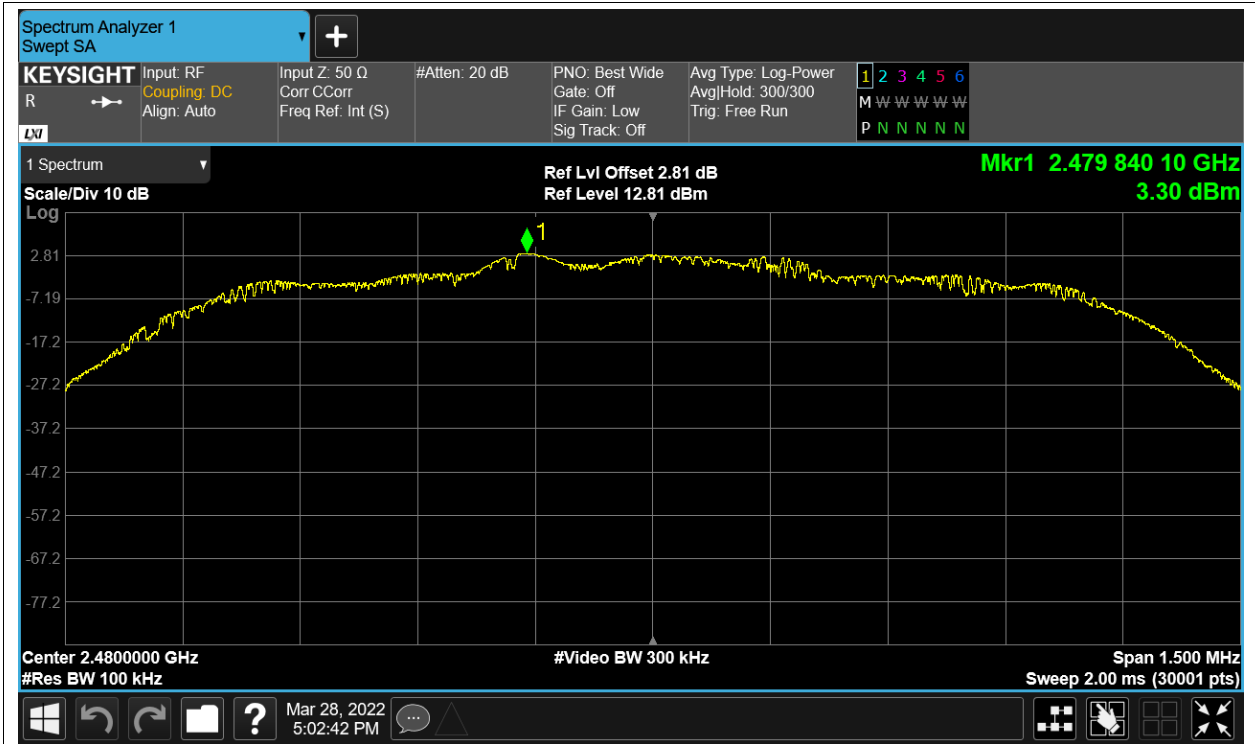 Spectrum Analyzer 1
Swept SA
KEYSIGHT
R
LXI
Input: RF
Coupling: DC
Align: Auto
Input Z: 50 Ω
Corr CCorr
Freq Ref: Int (S)
#Atten: 20 dB
PNO: Best Wide
Gate: Off
IF Gain: Low
Sig Track: Off
Avg Type: Log-Power
Avg|Hold: 300/300
Trig: Free Run
1 2 3 4 5 6
M W W W W W
P N N N N N
1 Spectrum
Scale/Div 10 dB
Log
Ref Lvl Offset 2.81 dB
Ref Level 12.81 dBm
Mkr1 2.479 840 10 GHz
3.30 dBm
1
2.81
-7.19
-17.2
-27.2
-37.2
-47.2
-57.2
-67.2
-77.2
Center 2.4800000 GHz
#Video BW 300 kHz
Span 1.500 MHz
#Res BW 100 kHz
Sweep 2.00 ms (30001 pts)
?
Mar 28, 2022
5:02:42 PM